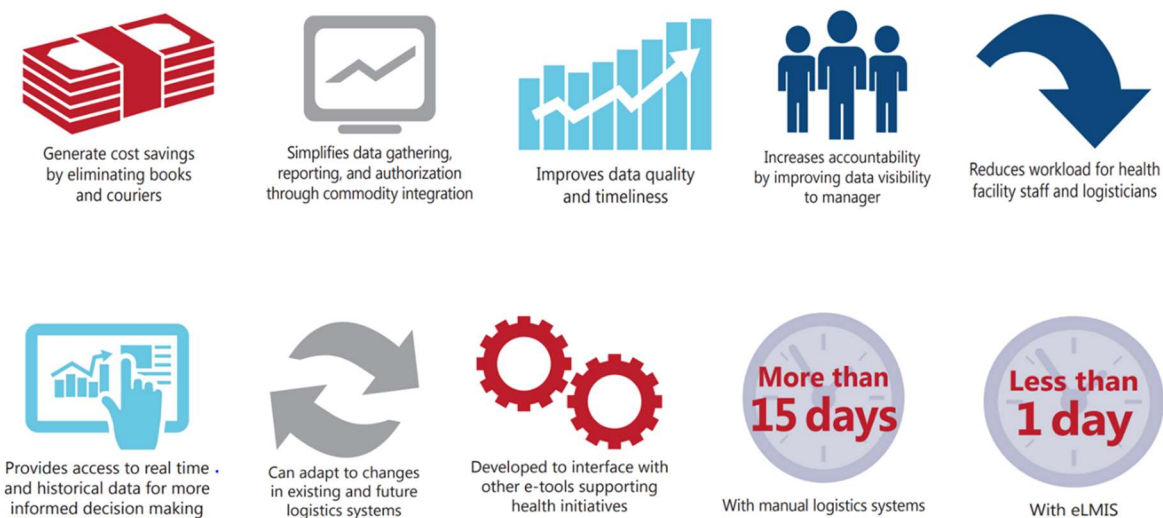 Generate cost savings
by eliminating books
and couriers
Simplifies data gathering,
reporting, and authorization
through commodity integration
Improves data quality
and timeliness
Increases accountability
by improving data visibility
to manager
Reduces workload for health
facility staff and logisticians
Provides access to real time
and historical data for more
informed decision making
Can adapt to changes
in existing and future
logistics systems
Developed to interface with
other e-tools supporting
health initiatives
More than
15 days
With manual logistics systems
Less than
1 day
With eLMIS